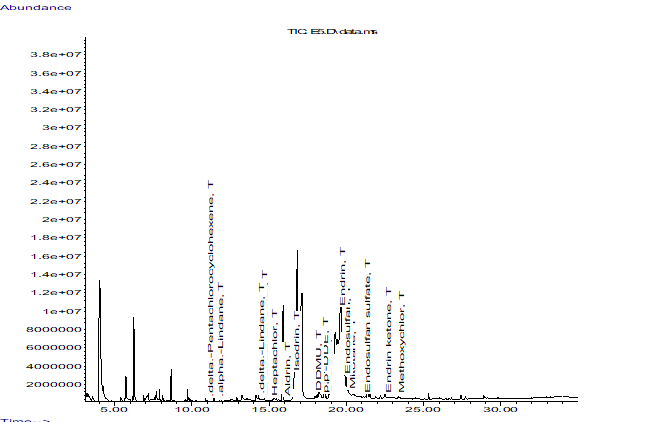 Abundance
TIC: E5.D\data.ms
3.8e+07
3.6e+07
3.4e+07
3.2e+07
3e+07
2.8e+07
2.6e+07
2.4e+07
2.2e+07
2e+07
1.8e+07
1.6e+07
1.4e+07
1.2e+07
1e+07
8000000
6000000
4000000
2000000
.delta.-Pentachlorocyclohexene, T
.alpha.-Lindane, T
.delta.-Lindane, T
Heptachlor, T
Aldrin, T
Isodrin, T
DDMU, T
p,p'-DDE, T
Endrin, T
Endosulfan
Endosulfan sulfate, T
Endrin ketone, T
Methoxychlor, T
5.00
10.00
15.00
20.00
25.00
30.00
Time-->